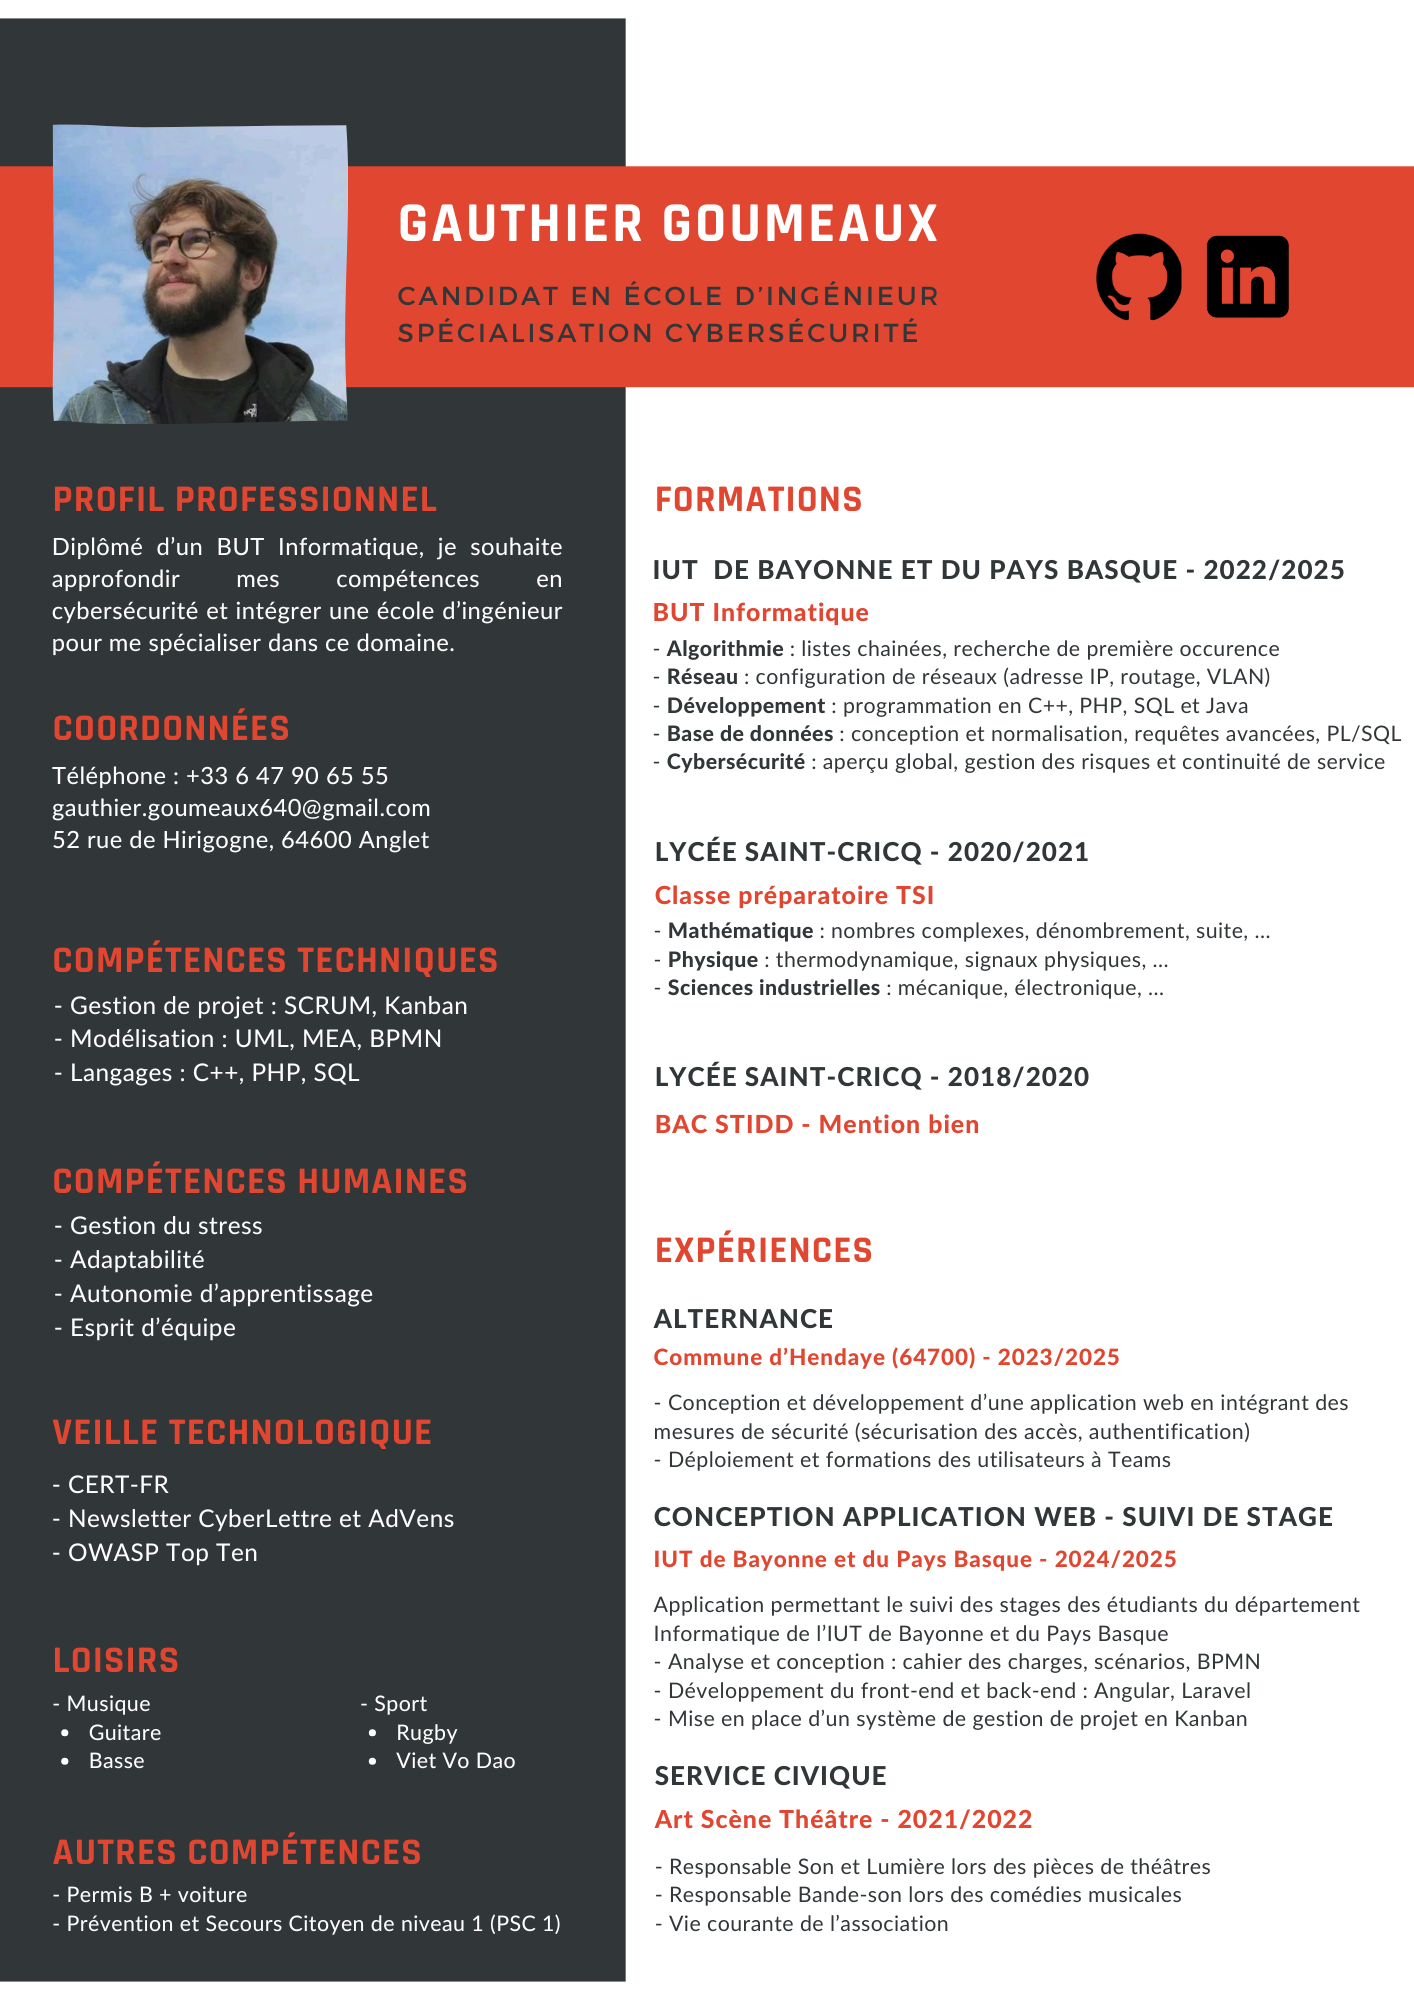 GAUTHIER GOUMEAUX
CANDIDAT EN ÉCOLE D’INGÉNIEUR
SPÉCIALISATION CYBERSÉCURITÉ
in
PROFIL PROFESSIONNEL
Diplômé d’un BUT Informatique, je souhaite
approfondir mes compétences en
cybersécurité et intégrer une école d’ingénieur
pour me spécialiser dans ce domaine.
COORDONNÉES
Téléphone : +33 6 47 90 65 55
gauthier.goumeaux640@gmail.com
52 rue de Hirigogne, 64600 Anglet
COMPÉTENCES TECHNIQUES
- Gestion de projet : SCRUM, Kanban
- Modélisation : UML, MEA, BPMN
- Langages : C++, PHP, SQL
COMPÉTENCES HUMAINES
- Gestion du stress
- Adaptabilité
- Autonomie d’apprentissage
- Esprit d’équipe
VEILLE TECHNOLOGIQUE
- CERT-FR
- Newsletter CyberLettre et AdVens
- OWASP Top Ten
LOISIRS
- Musique
• Guitare
• Basse
- Sport
• Rugby
• Viet Vo Dao
AUTRES COMPÉTENCES
- Permis B + voiture
- Prévention et Secours Citoyen de niveau 1 (PSC 1)
FORMATIONS
IUT DE BAYONNE ET DU PAYS BASQUE - 2022/2025
BUT Informatique
- Algorithmie : listes chainées, recherche de première occurence
- Réseau : configuration de réseaux (adresse IP, routage, VLAN)
- Développement : programmation en C++, PHP, SQL et Java
- Base de données : conception et normalisation, requêtes avancées, PL/SQL
- Cybersécurité : aperçu global, gestion des risques et continuité de service
LYCÉE SAINT-CRICQ - 2020/2021
Classe préparatoire TSI
- Mathématique : nombres complexes, dénombrement, suite, ...
- Physique : thermodynamique, signaux physiques, ...
- Sciences industrielles : mécanique, électronique, ...
LYCÉE SAINT-CRICQ - 2018/2020
BAC STIDD - Mention bien
EXPÉRIENCES
ALTERNANCE
Commune d’Hendaye (64700) - 2023/2025
- Conception et développement d’une application web en intégrant des
mesures de sécurité (sécurisation des accès, authentification)
- Déploiement et formations des utilisateurs à Teams
CONCEPTION APPLICATION WEB - SUIVI DE STAGE
IUT de Bayonne et du Pays Basque - 2024/2025
Application permettant le suivi des stages des étudiants du département
Informatique de l’IUT de Bayonne et du Pays Basque
- Analyse et conception : cahier des charges, scénarios, BPMN
- Développement du front-end et back-end : Angular, Laravel
- Mise en place d’un système de gestion de projet en Kanban
SERVICE CIVIQUE
Art Scène Théâtre - 2021/2022
- Responsable Son et Lumière lors des pièces de théâtres
- Responsable Bande-son lors des comédies musicales
- Vie courante de l’association